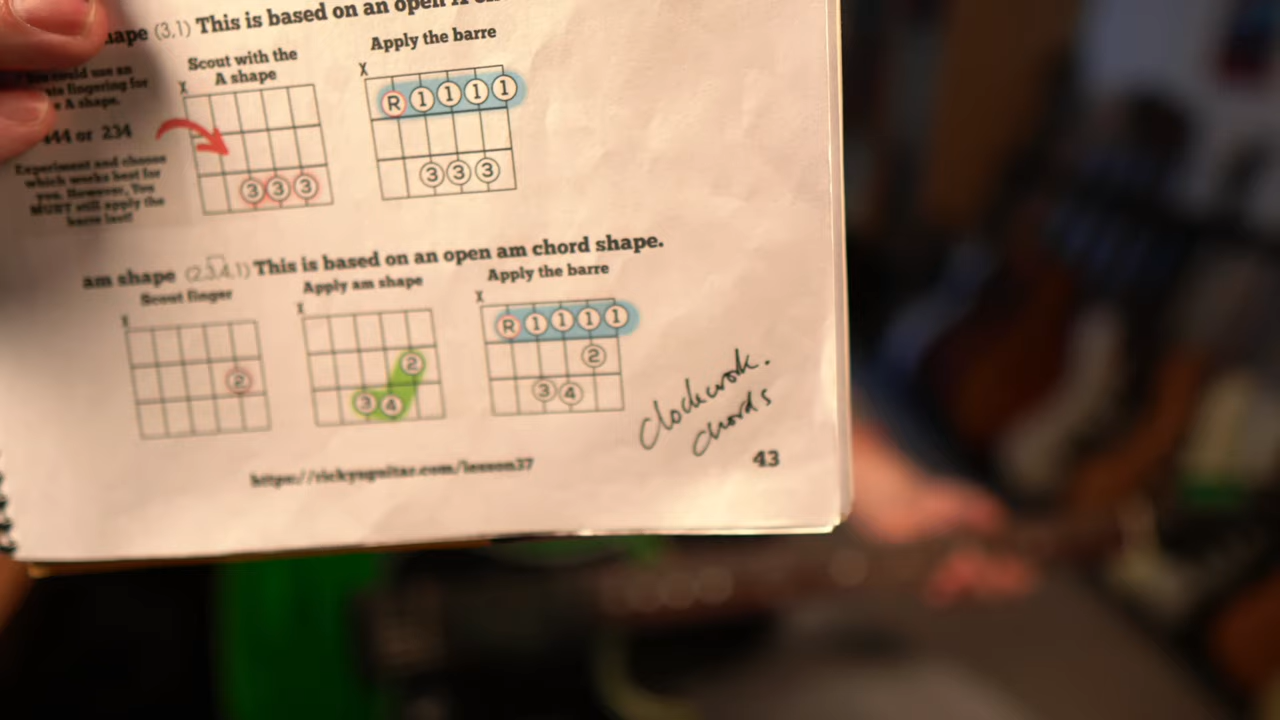 shape (3,1) This is based on an open A
Scout with the
A shape
Apply the barre
You could use an
fingering for
A shape.
444 or 234
Experiment and choose
which works best for
you. However, You
MUST still apply the
barre last!
X
3 3 3
X
R 1 1 1 1
3 3 3
am shape (2,3,4,1) This is based on an open am chord shape.
Scout finger
Apply am shape
Apply the barre
X
2
X
2
3 4
X
R 1 1 1 1
2
3 4
clockwork.
chords
https://rickysguitar.com/lesson37
43